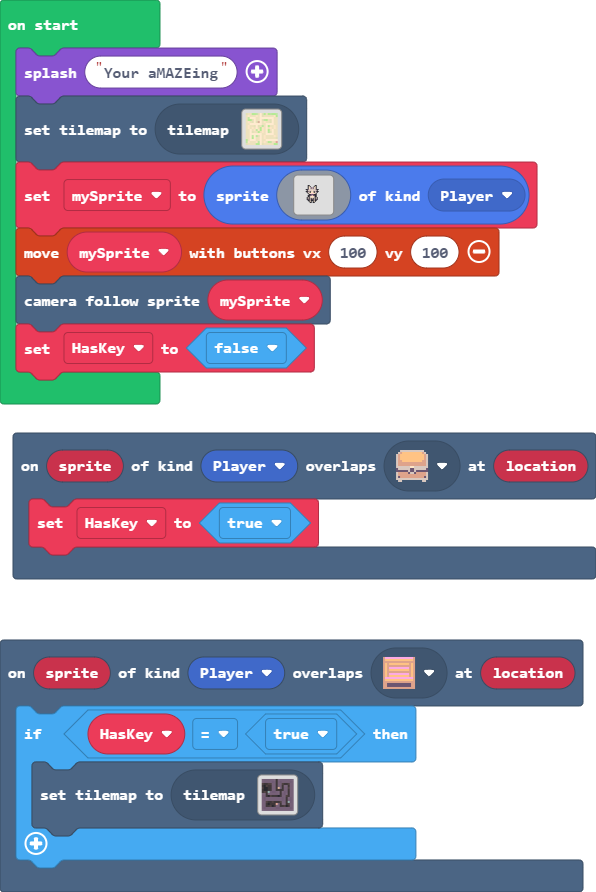 on start
splash "Your aMAZEing"
set tilemap to tilemap
set mySprite to sprite of kind Player
move mySprite with buttons vx 100 vy 100
camera follow sprite mySprite
set HasKey to false
on sprite of kind Player overlaps at location
set HasKey to true
on sprite of kind Player overlaps at location
if HasKey = true then
set tilemap to tilemap